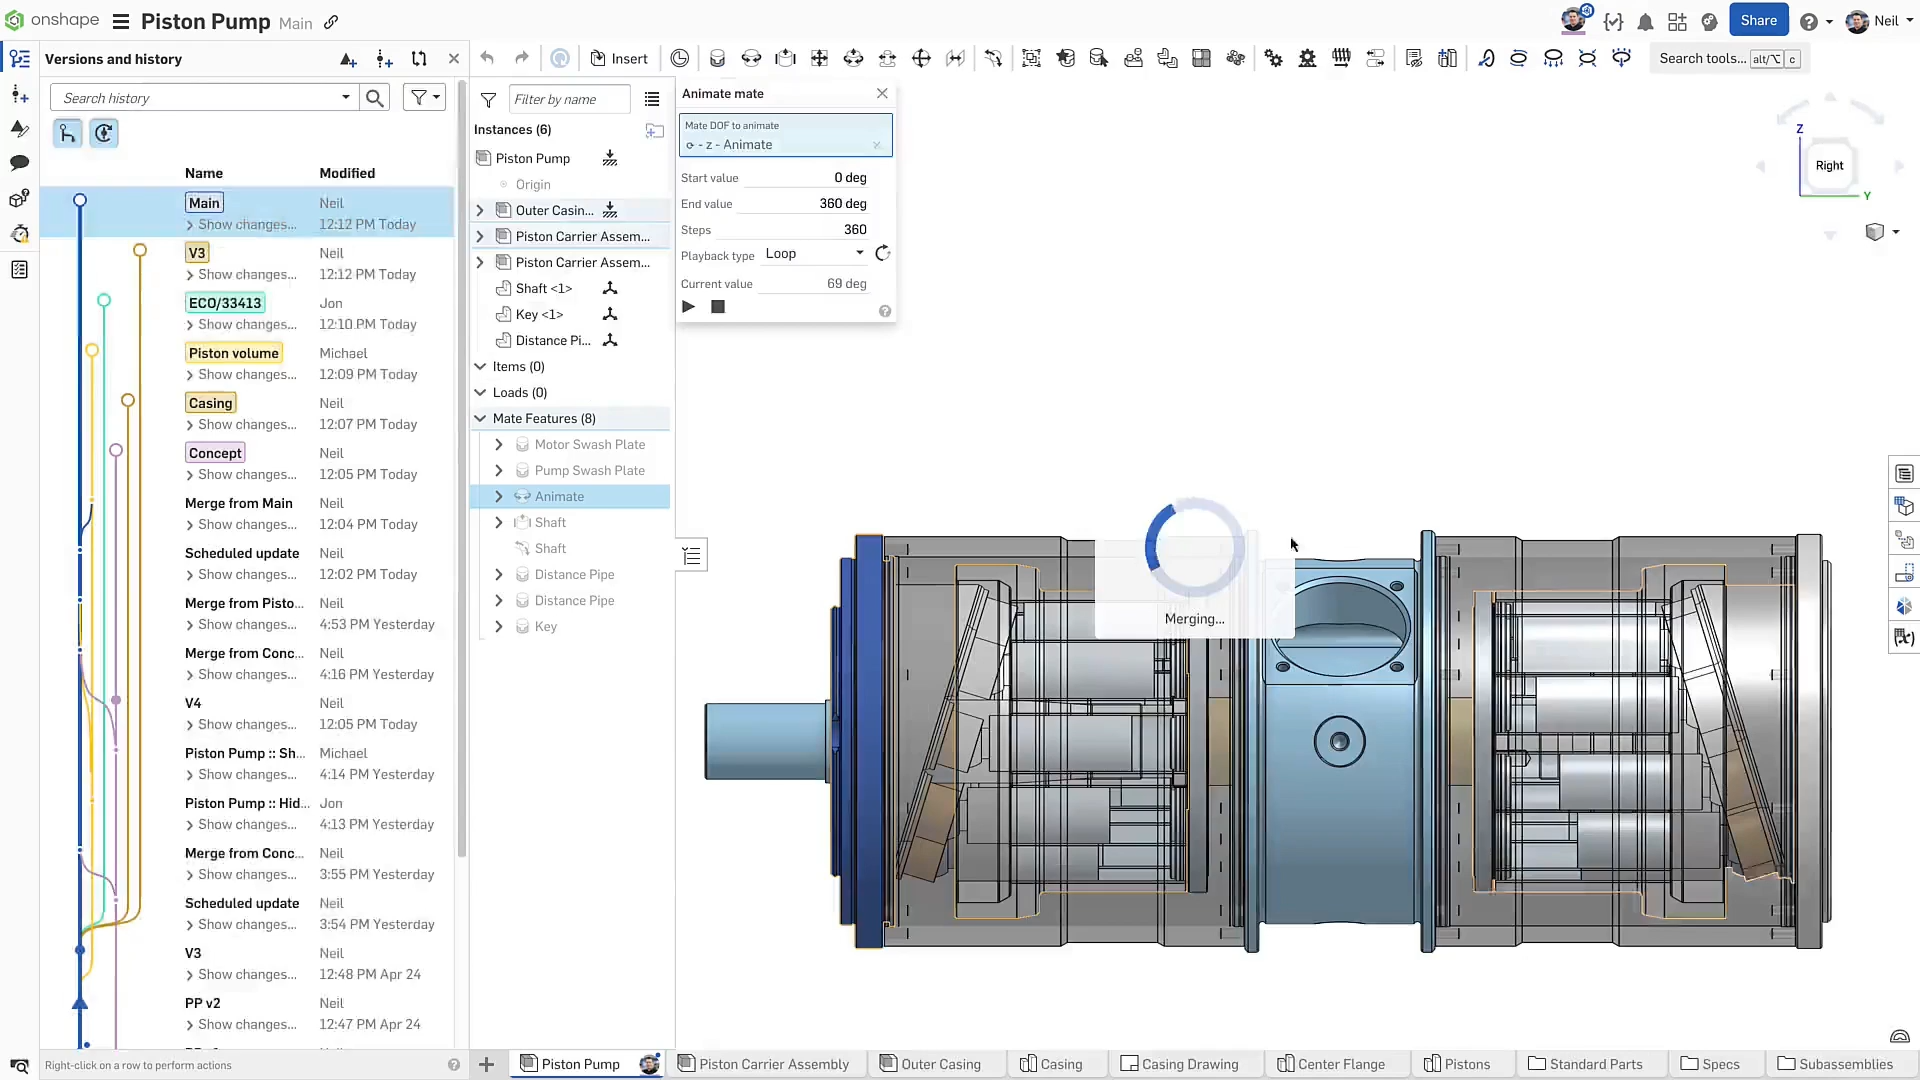 onshape
Piston Pump Main
Share
Neil
Versions and history
Insert
Search tools... alt/⌥ c
Search history
Filter by name
Name Modified
Main Neil
Show changes... 12:12 PM Today
V3 Neil
Show changes... 12:12 PM Today
ECO/33413 Jon
Show changes... 12:10 PM Today
Piston volume Michael
Show changes... 12:09 PM Today
Casing Neil
Show changes... 12:07 PM Today
Concept Neil
Show changes... 12:05 PM Today
Merge from Main Neil
Show changes... 12:04 PM Today
Scheduled update Neil
Show changes... 12:02 PM Today
Merge from Pisto... Neil
Show changes... 4:53 PM Yesterday
Merge from Conc... Neil
Show changes... 4:16 PM Yesterday
V4 Neil
Show changes... 12:05 PM Today
Piston Pump :: Sh... Michael
Show changes... 4:14 PM Yesterday
Piston Pump :: Hid... Jon
Show changes... 4:13 PM Yesterday
Merge from Conc... Neil
Show changes... 3:55 PM Yesterday
Scheduled update Neil
Show changes... 3:54 PM Yesterday
V3 Neil
Show changes... 12:48 PM Apr 24
PP v2 Neil
Show changes... 12:47 PM Apr 24
Right-click on a row to perform actions
Instances (6)
Piston Pump
Origin
Outer Casin...
Piston Carrier Assem...
Piston Carrier Assem...
Shaft <1>
Key <1>
Distance Pi...
Items (0)
Loads (0)
Mate Features (8)
Motor Swash Plate
Pump Swash Plate
Animate
Shaft
Shaft
Distance Pipe
Distance Pipe
Key
Animate mate
Mate DOF to animate
- z - Animate
Start value 0 deg
End value 360 deg
Steps 360
Playback type Loop
Current value 69 deg
Z
Right
Y
Merging...
Piston Pump
Piston Carrier Assembly
Outer Casing
Casing
Casing Drawing
Center Flange
Pistons
Standard Parts
Specs
Subassemblies